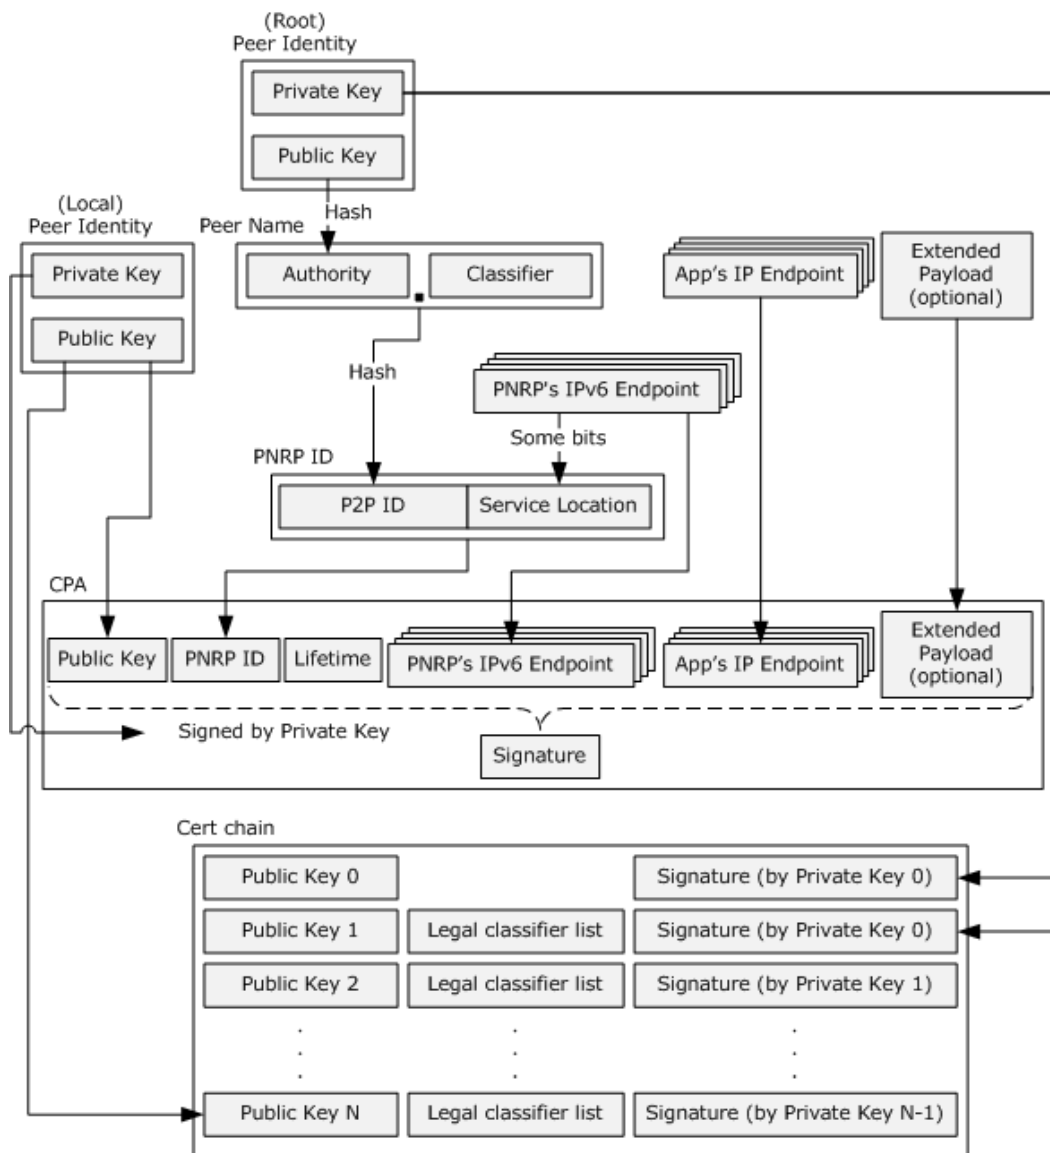 (Root)
Peer Identity
Private Key
Public Key
Hash
(Local)
Peer Identity
Private Key
Public Key
Peer Name
Authority
.
Classifier
App's IP Endpoint
Extended
Payload
(optional)
Hash
PNRP's IPv6 Endpoint
Some bits
PNRP ID
P2P ID
Service Location
CPA
Public Key
PNRP ID
Lifetime
PNRP's IPv6 Endpoint
App's IP Endpoint
Extended
Payload
(optional)
Signed by Private Key
Signature
Cert chain
Public Key 0
Signature (by Private Key 0)
Public Key 1
Legal classifier list
Signature (by Private Key 0)
Public Key 2
Legal classifier list
Signature (by Private Key 1)
. . .
. . .
. . .
Public Key N
Legal classifier list
Signature (by Private Key N-1)